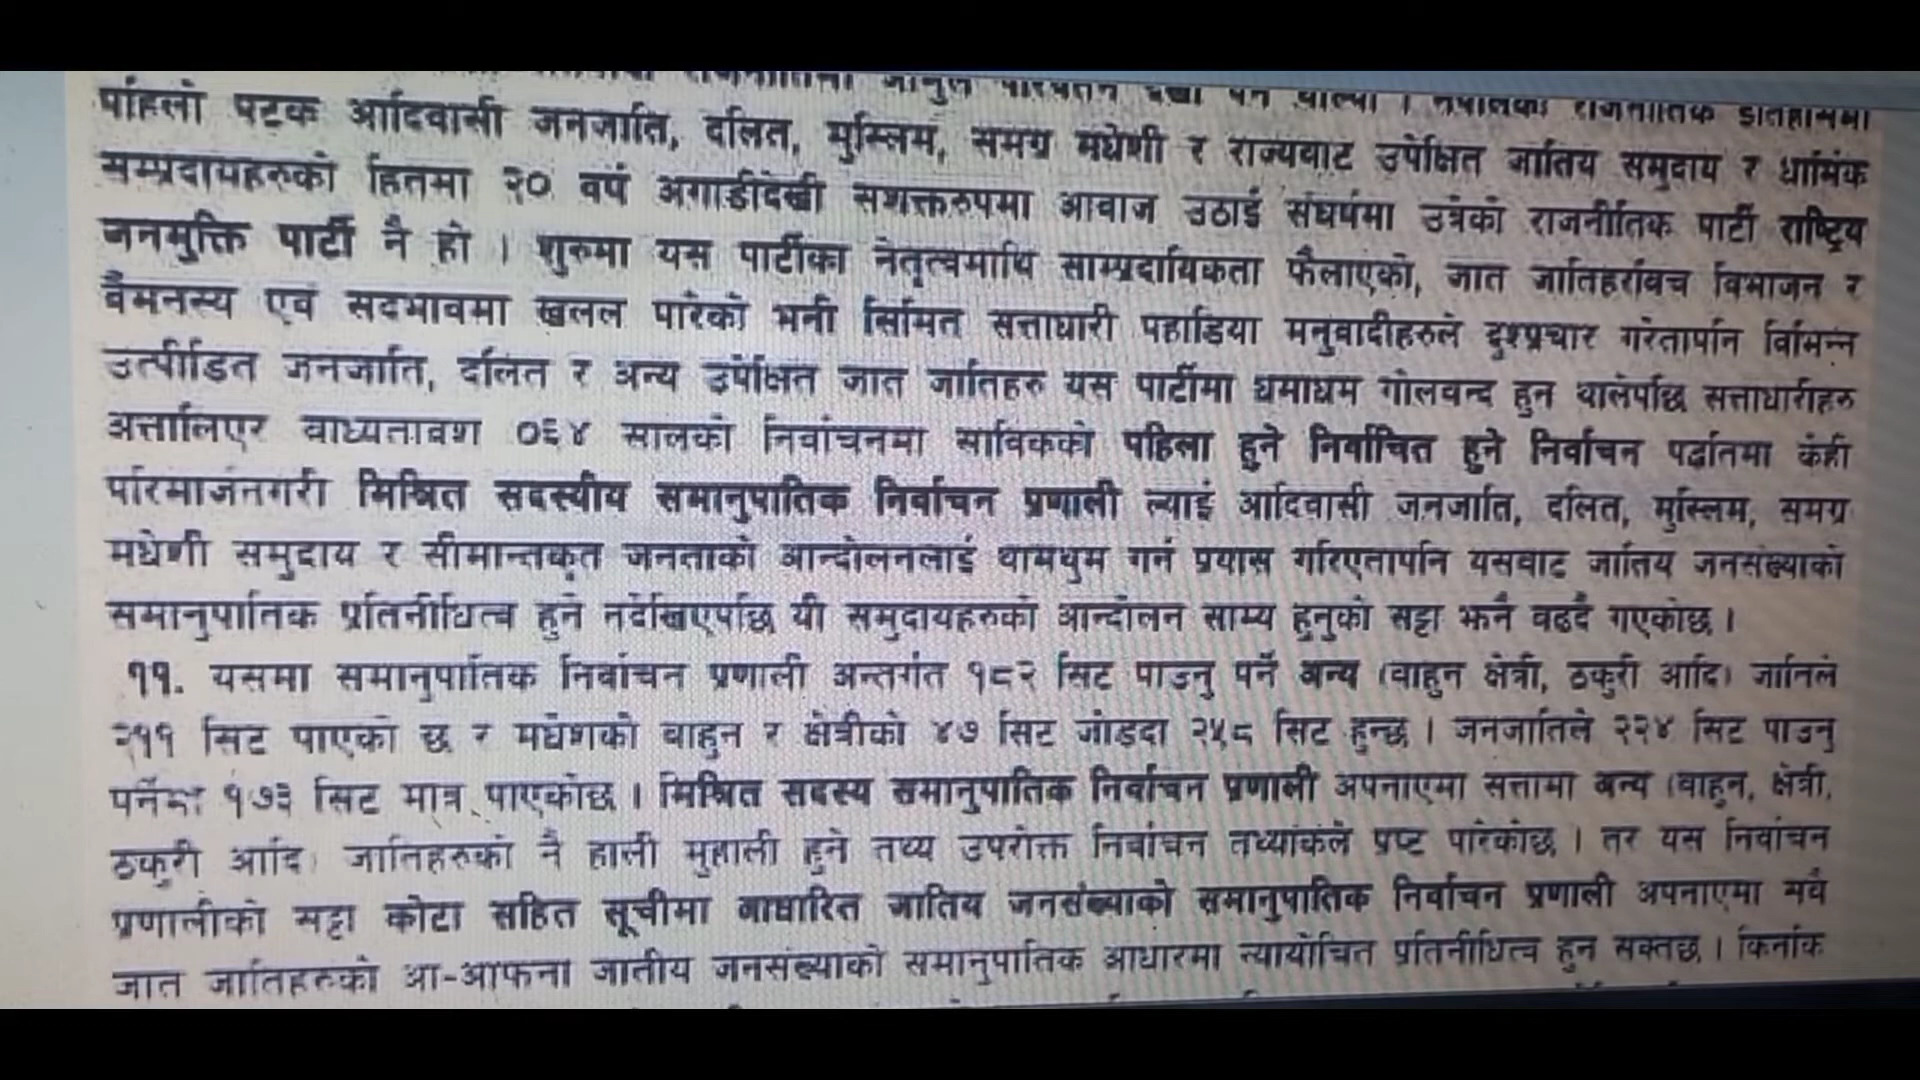 पहिलो पटक आदिवासी जनजाति, दलित, मुस्लिम, समग्र मधेशी र राज्यवाट उपेक्षित जातिय समुदाय र धार्मिक
सम्प्रदायहरुको हितमा २० वर्ष अगाडीदेखी सशक्तरुपमा आवाज उठाई संघर्षमा उत्रेको राजनीतिक पार्टी राष्ट्रिय
जनमुक्ति पार्टी नै हो । शुरुमा यस पार्टीका नेतृत्वमाथि साम्प्रदायिकता फैलाएको, जात जातिहरुविच विभाजन र
वैमनस्य एवं सदभावमा खलल पारेको भनी सिमित सत्ताधारी पहाडिया मनुवादीहरुले दुश्प्रचार गरेतापनि विभिन्न
उत्पीडित जनजाति, दलित र अन्य उपेक्षित जात जातिहरु यस पार्टीमा धमाधम गोलवन्द हुन थालेपछि सत्ताधारीहरु
अत्तालिएर वाध्यतावश ०६४ सालको निर्वाचनमा साविकको पहिला हुने निर्वाचित हुने निर्वाचन पद्धतिमा केही
परिमार्जनगरी मिश्रित सदस्यीय समानुपातिक निर्वाचन प्रणाली ल्याई आदिवासी जनजाति, दलित, मुस्लिम, समग्र
मधेशी समुदाय र सीमान्तकृत जनताको आन्दोलनलाई थामथुम गर्न प्रयास गरिएतापनि यसवाट जातिय जनसंख्याको
समानुपातिक प्रतिनीधित्व हुने नदेखिएपछि यी समुदायहरुको आन्दोलन साम्य हुनुको सट्टा झनै वढदै गएकोछ ।
११. यसमा समानुपातिक निर्वाचन प्रणाली अन्तर्गत १८२ सिट पाउनु पर्ने अन्य (वाहुन क्षेत्री, ठकुरी आदि) जातिले
२११ सिट पाएको छ र मधेशको वाहुन र क्षेत्रीको ४७ सिट जोडदा २५८ सिट हुन्छ । जनजातिले २२४ सिट पाउनु
पर्नेमा १७३ सिट मात्र पाएकोछ । मिश्रित सदस्य समानुपातिक निर्वाचन प्रणाली अपनाएमा सत्तामा अन्य (वाहुन, क्षेत्री,
ठकुरी आदि) जातिहरुको नै हाली मुहाली हुने तथ्य उपरोक्त निर्वाचन तथ्यांकले प्रष्ट पारेकोछ । तर यस निर्वाचन
प्रणालीको सट्टा कोटा सहित सूचीमा आधारित जातिय जनसंख्याको समानुपातिक निर्वाचन प्रणाली अपनाएमा सवै
जात जातिहरुको आ-आफ्ना जातीय जनसंख्याको समानुपातिक आधारमा न्यायोचित प्रतिनीधित्व हुन सक्तछ । किनकि